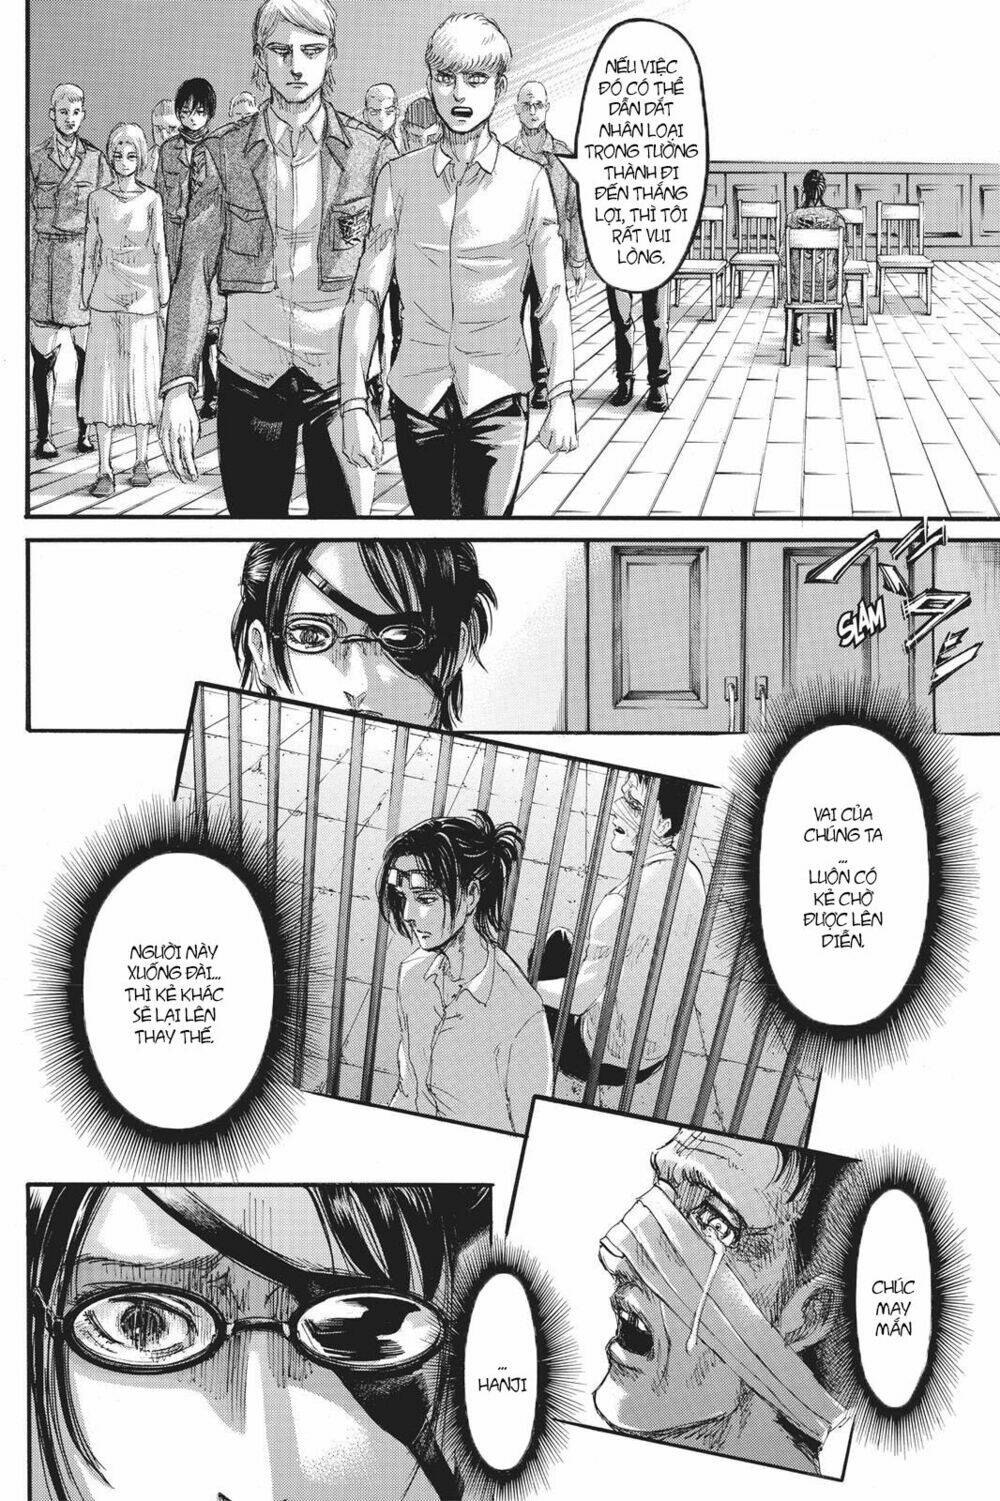 NẾU VIỆC
ĐÓ CÓ THỂ
DẪN DẮT
NHÂN LOẠI
TRONG TƯỜNG
THÀNH ĐI
ĐẾN THẮNG
LỢI, THÌ TÔI
RẤT VUI
LÒNG.
SLAM
VAI CỦA
CHÚNG TA
...
LUÔN CÓ
KẺ CHỜ
ĐƯỢC LÊN
DIỄN.
NGƯỜI NÀY
XUỐNG ĐÀI...
THÌ KẺ KHÁC
SẼ LẠI LÊN
THAY THẾ.
CHÚC
MAY
MẮN
...
HANJI